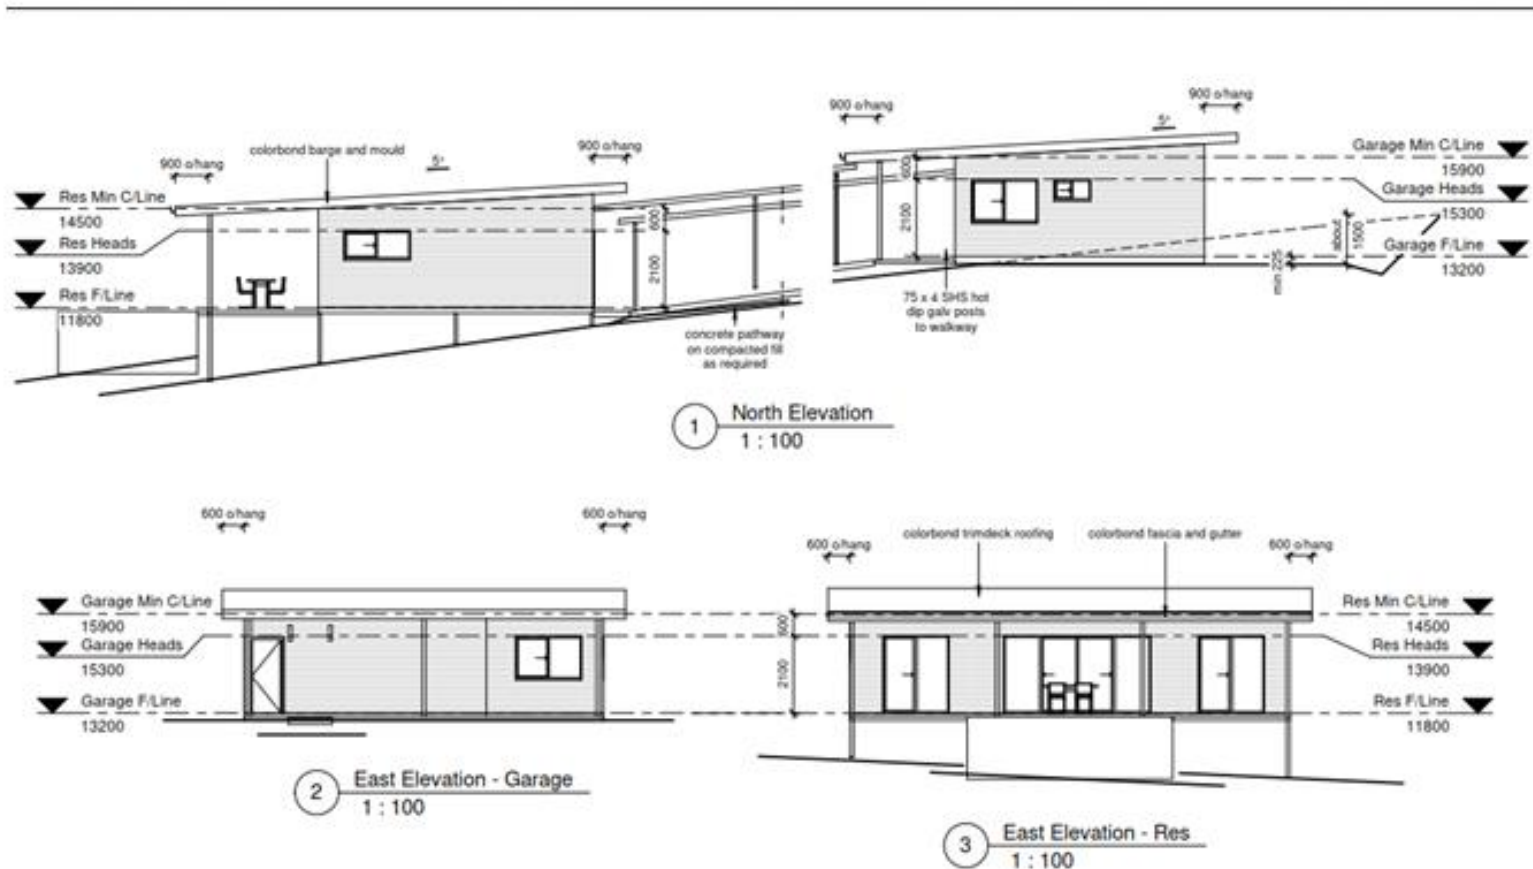 900 o/hang
colorbond barge and mould
5°
900 o/hang
Res Min C/Line
14500
Res Heads
13900
Res F/Line
11800
600
2100
concrete pathway
on compacted fill
as required
900 o/hang
5°
900 o/hang
600
2100
75 x 4 SHS hot
dip galv posts
to walkway
Garage Min C/Line
15900
Garage Heads
15300
Garage F/Line
13200
about
1500
min 225
1
North Elevation
1 : 100
600 o/hang
600 o/hang
Garage Min C/Line
15900
Garage Heads
15300
Garage F/Line
13200
2
East Elevation - Garage
1 : 100
600 o/hang
colorbond trimdeck roofing
colorbond fascia and gutter
600 o/hang
600
2100
Res Min C/Line
14500
Res Heads
13900
Res F/Line
11800
3
East Elevation - Res
1 : 100